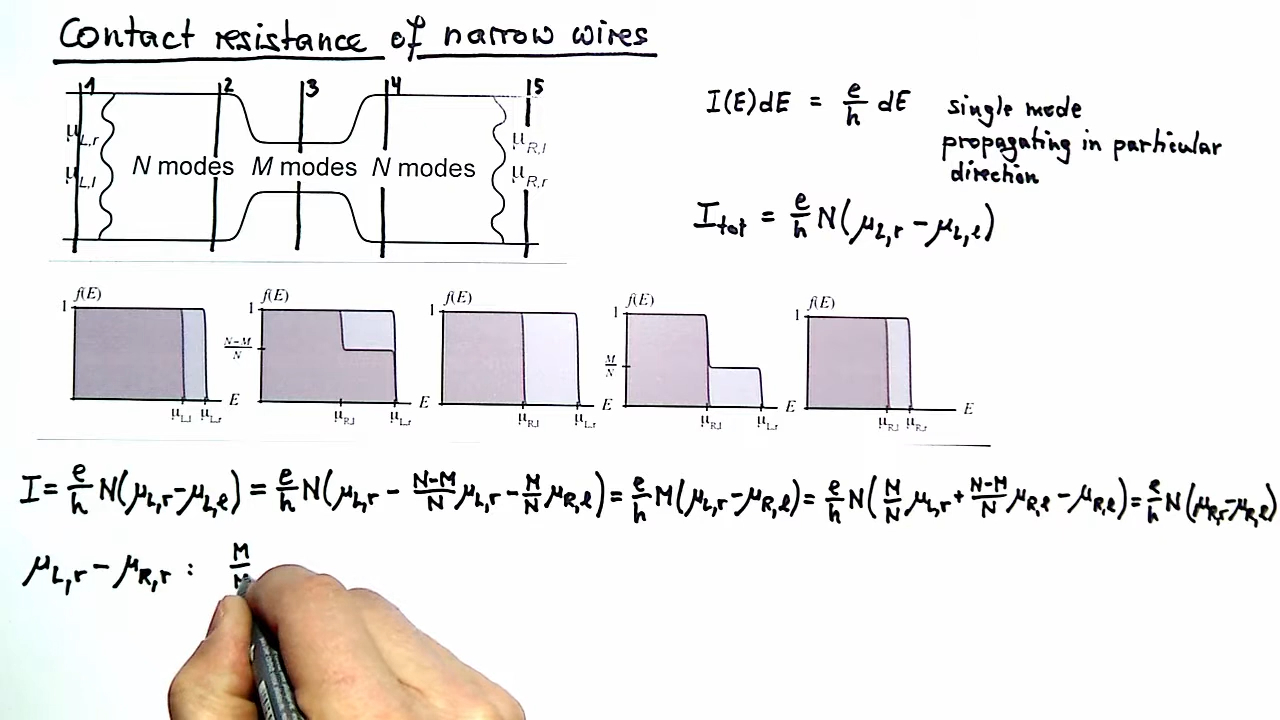 Contact resistance of narrow wires
1 2 3 4 5
μL,r μR,l
N modes M modes N modes
μL,l μR,r
I(E)dE = e/h dE single mode
propagating in particular
direction
I_tot = e/h N(μL,r − μL,l)
f(E) f(E) f(E) f(E) f(E)
1 1 1 1 1
N−M/N M/N
E E E E E
μL,l μL,r μR,l μL,r μR,l μL,r μR,l μL,r μR,l μR,r
I = e/h N(μL,r − μL,l) = e/h N(μL,r − N−M/N μL,r − M/N μR,l) = e/h M(μL,r − μR,l) = e/h N(M/N μL,r + N−M/N μR,l − μR,l) = e/h N(μR,r − μR,l)
μL,r − μR,r : M